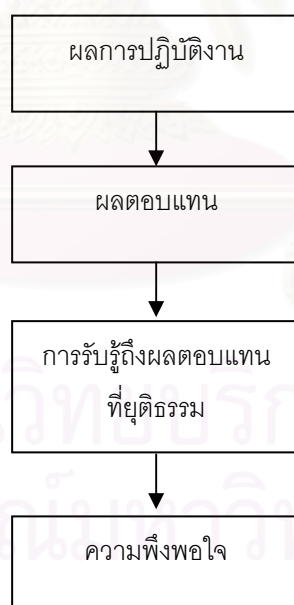 ผลการปฏิบัติงาน
ผลตอบแทน
การรับรู้ถึงผลตอบแทน
ที่ยุติธรรม
ความพึงพอใจ